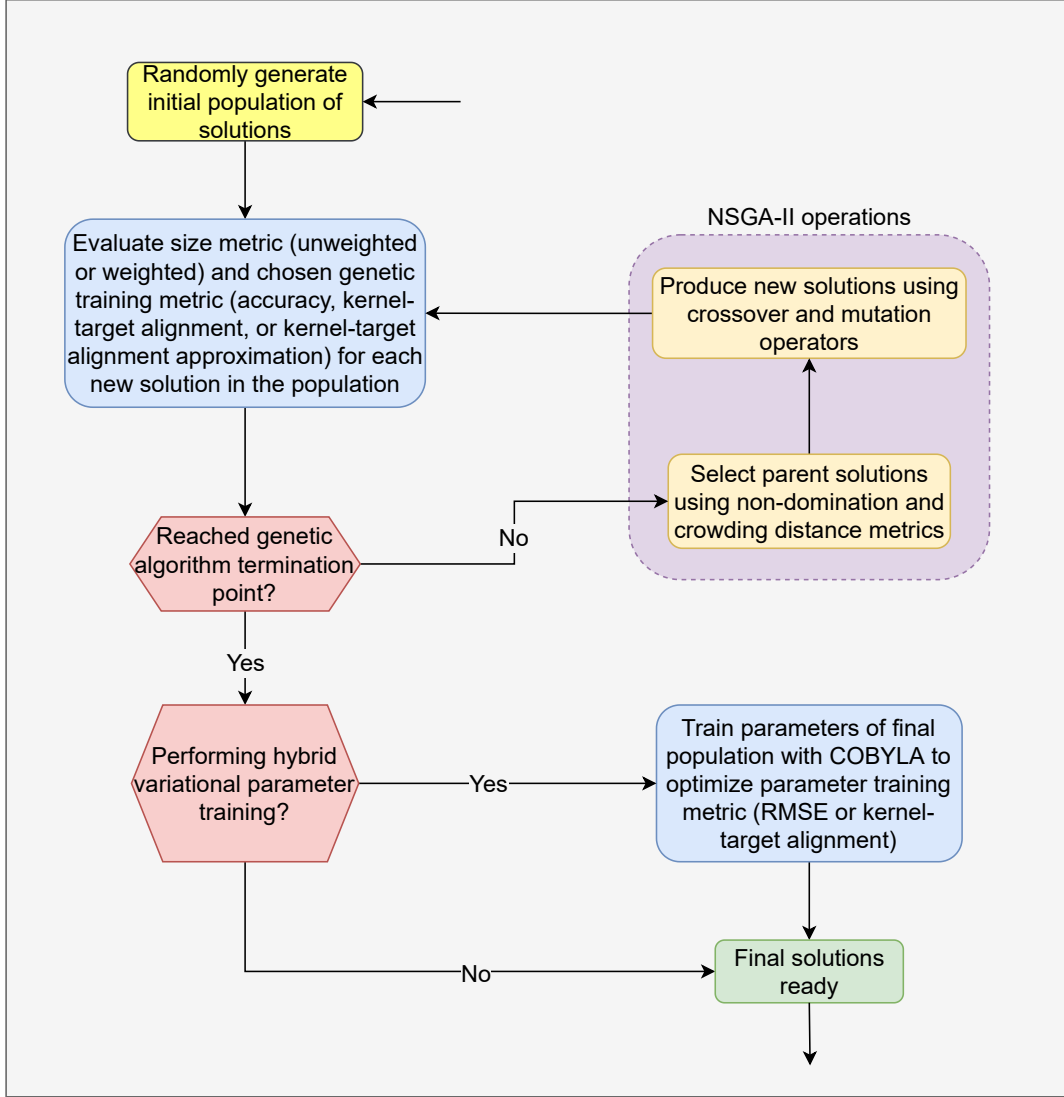 Randomly generate
initial population of
solutions
NSGA-II operations
Evaluate size metric (unweighted
or weighted) and chosen genetic
training metric (accuracy, kernel-
target alignment, or kernel-target
alignment approximation) for each
new solution in the population
Produce new solutions using
crossover and mutation
operators
Select parent solutions
using non-domination and
crowding distance metrics
Reached genetic
algorithm termination
point?
No
Yes
Performing hybrid
variational parameter
training?
Yes
Train parameters of final
population with COBYLA to
optimize parameter training
metric (RMSE or kernel-
target alignment)
No
Final solutions
ready